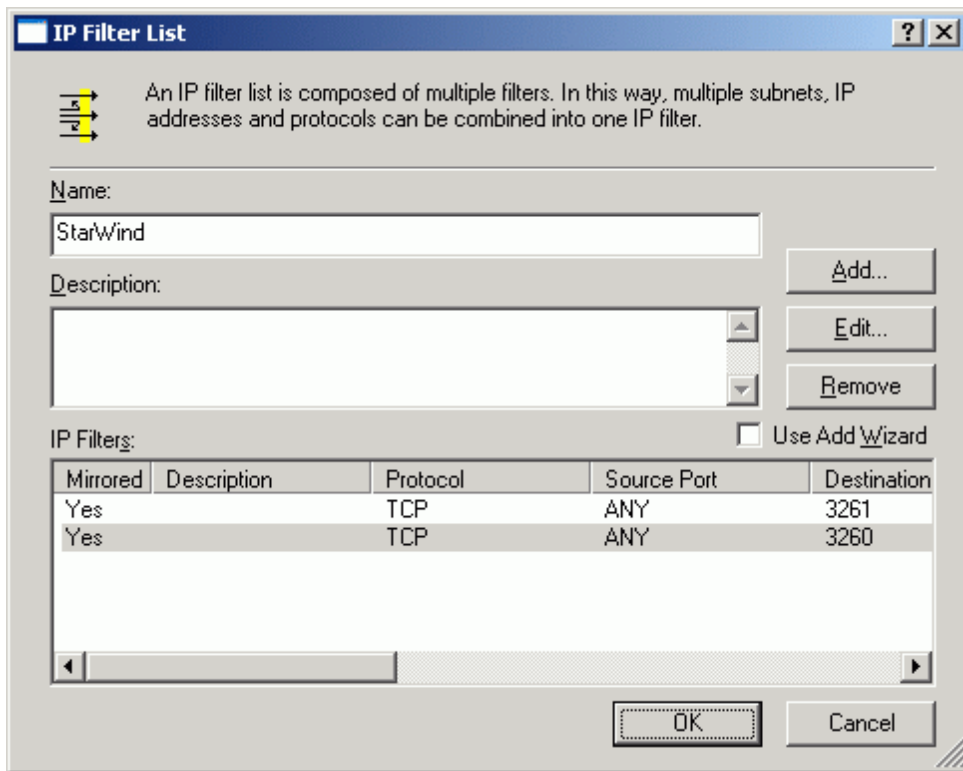 IP Filter List
An IP filter list is composed of multiple filters. In this way, multiple subnets, IP
addresses and protocols can be combined into one IP filter.
Name:
StarWind
Add...
Description:
Edit...
Remove
IP Filters:
Use Add Wizard
Mirrored Description Protocol Source Port Destination
Yes TCP ANY 3261
Yes TCP ANY 3260
OK Cancel